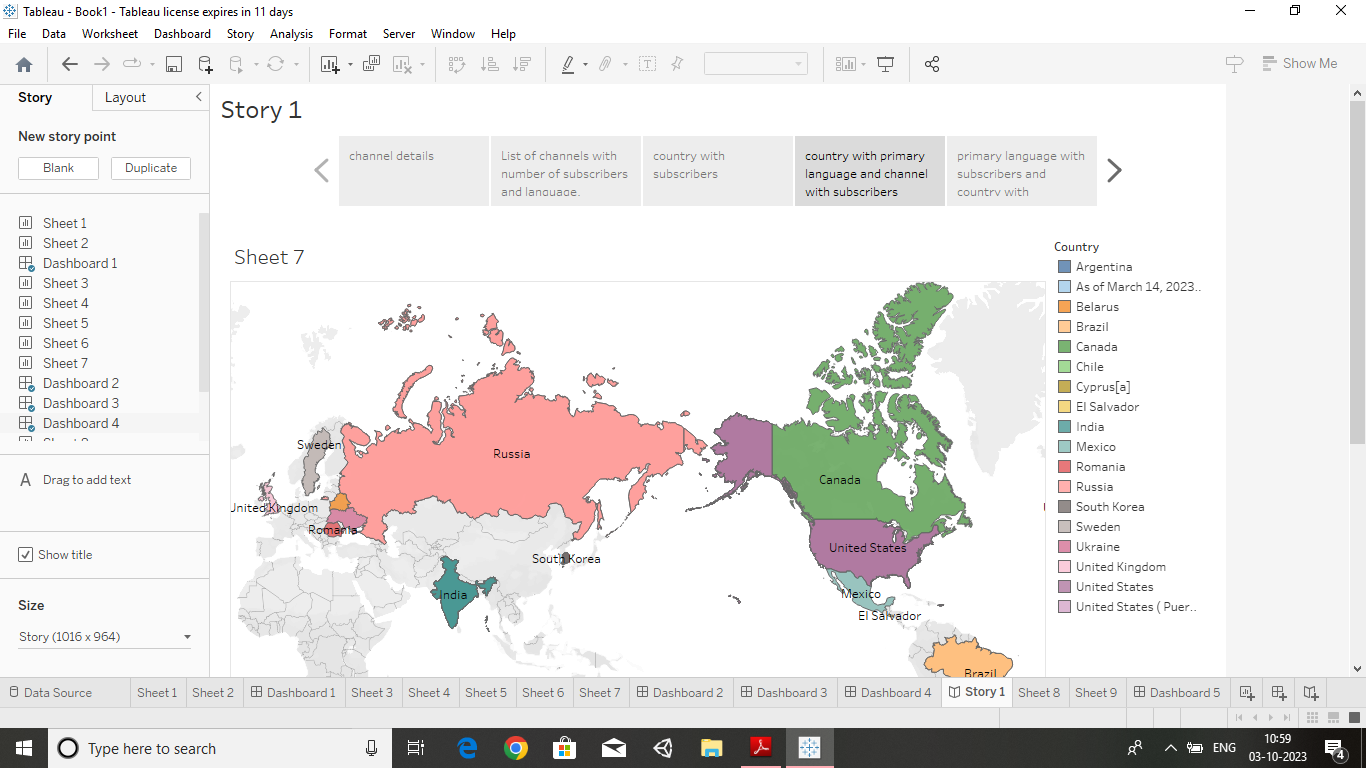 Tableau - Book1 - Tableau license expires in 11 days
File Data Worksheet Dashboard Story Analysis Format Server Window Help
Show Me
Story Layout
New story point
Blank Duplicate
Sheet 1
Sheet 2
Dashboard 1
Sheet 3
Sheet 4
Sheet 5
Sheet 6
Sheet 7
Dashboard 2
Dashboard 3
Dashboard 4
A Drag to add text
Show title
Size
Story (1016 x 964)
Story 1
channel details
List of channels with
number of subscribers
and language.
country with
subscribers
country with primary
language and channel
with subscribers
primary language with
subscribers and
country with
Sheet 7
Sweden
Russia
United Kingdom
Romania
South Korea
India
Canada
United States
Mexico
El Salvador
Brazil
Country
Argentina
As of March 14, 2023..
Belarus
Brazil
Canada
Chile
Cyprus[a]
El Salvador
India
Mexico
Romania
Russia
South Korea
Sweden
Ukraine
United Kingdom
United States
United States ( Puer..
Data Source Sheet 1 Sheet 2 Dashboard 1 Sheet 3 Sheet 4 Sheet 5 Sheet 6 Sheet 7 Dashboard 2 Dashboard 3 Dashboard 4 Story 1 Sheet 8 Sheet 9 Dashboard 5
Type here to search
ENG
10:59
03-10-2023
4